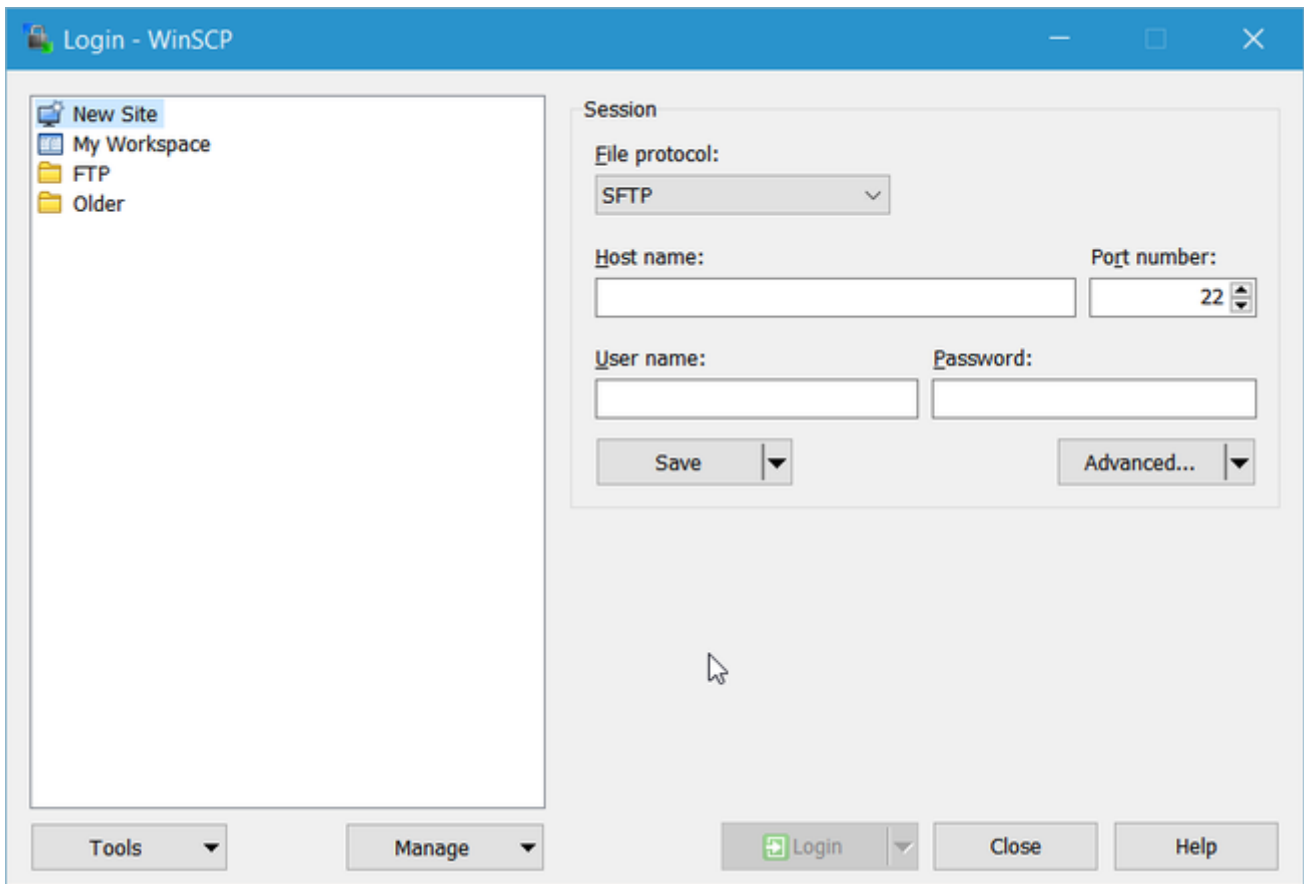 Login - WinSCP
New Site
My Workspace
FTP
Older
Session
File protocol:
SFTP
Host name:
Port number:
22
User name:
Password:
Save
Advanced...
Tools
Manage
Login
Close
Help